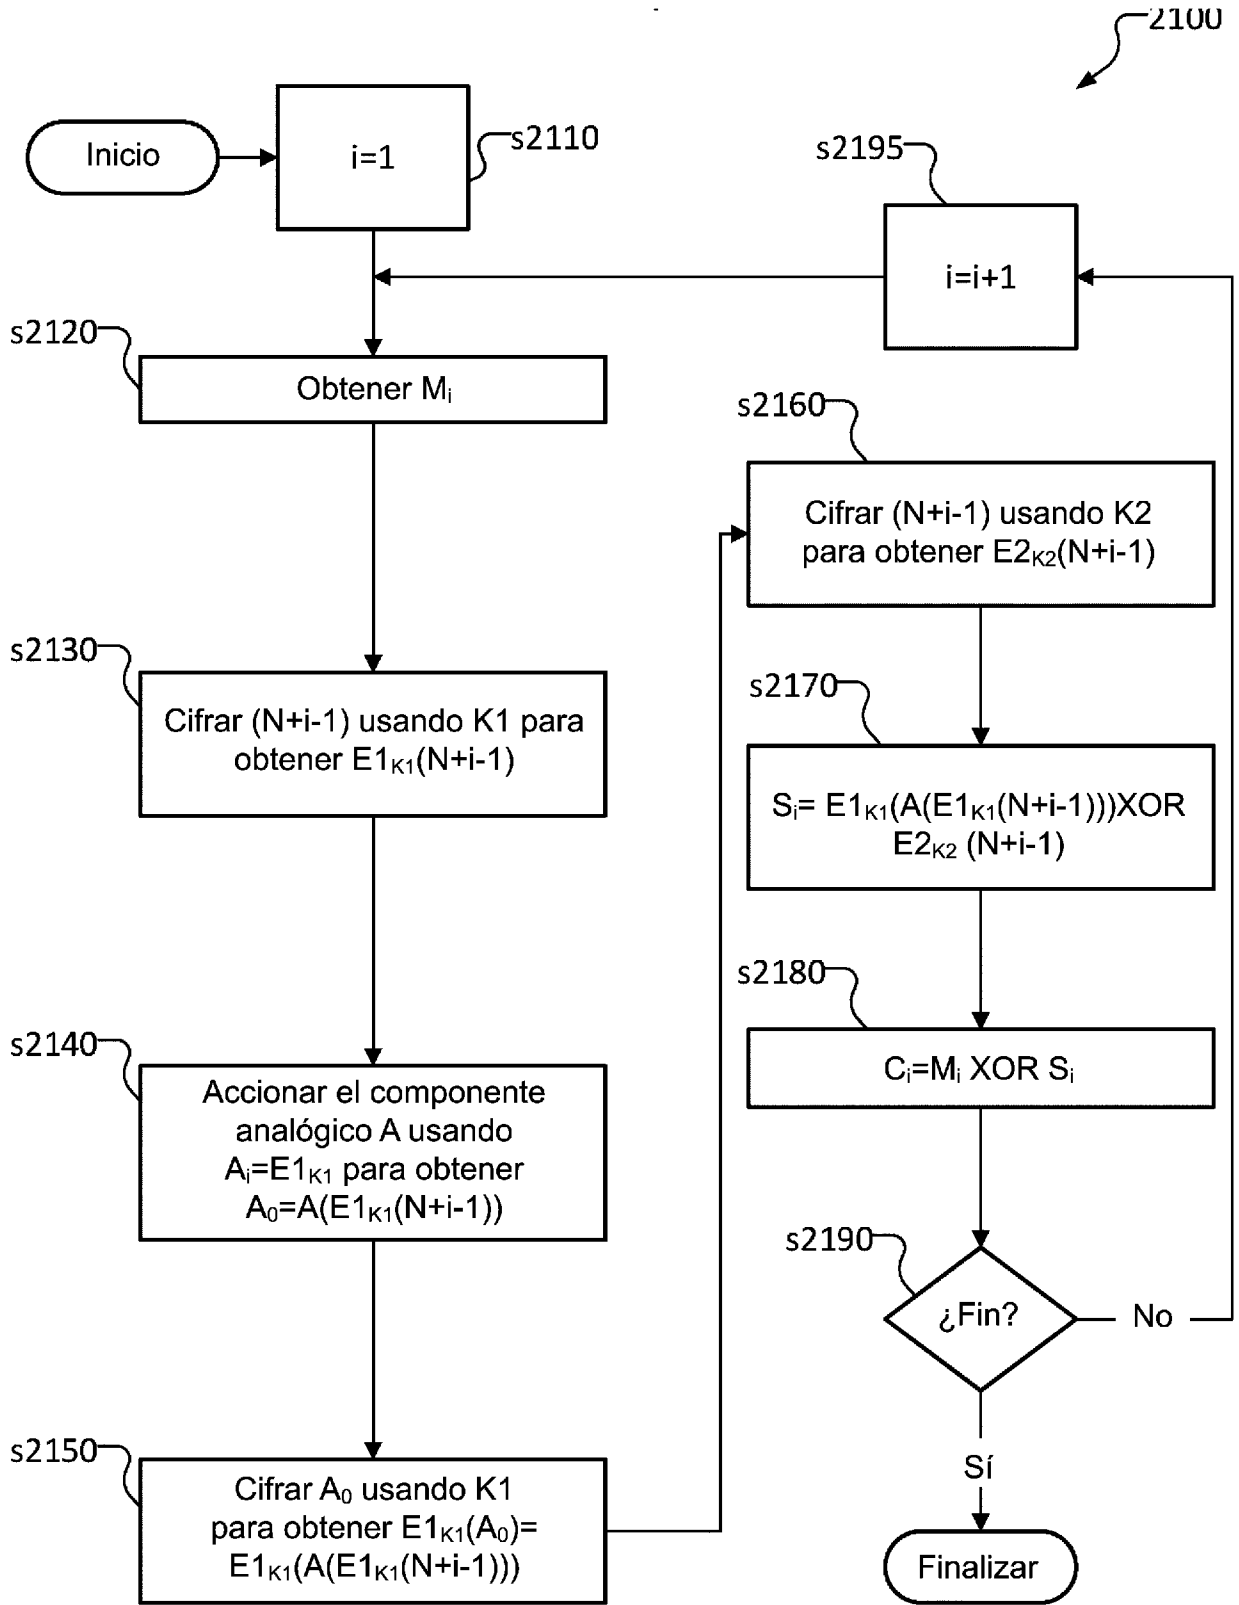 2100
Inicio
i=1
s2110
s2195
i=i+1
s2120
Obtener Mᵢ
s2130
Cifrar (N+i-1) usando K1 para
obtener E1ₖ₁(N+i-1)
s2140
Accionar el componente
analógico A usando
Aᵢ=E1ₖ₁ para obtener
A₀=A(E1ₖ₁(N+i-1))
s2150
Cifrar A₀ usando K1
para obtener E1ₖ₁(A₀)=
E1ₖ₁(A(E1ₖ₁(N+i-1)))
s2160
Cifrar (N+i-1) usando K2
para obtener E2ₖ₂(N+i-1)
s2170
Sᵢ= E1ₖ₁(A(E1ₖ₁(N+i-1)))XOR
E2ₖ₂ (N+i-1)
s2180
Cᵢ=Mᵢ XOR Sᵢ
s2190
¿Fin?
No
Sí
Finalizar